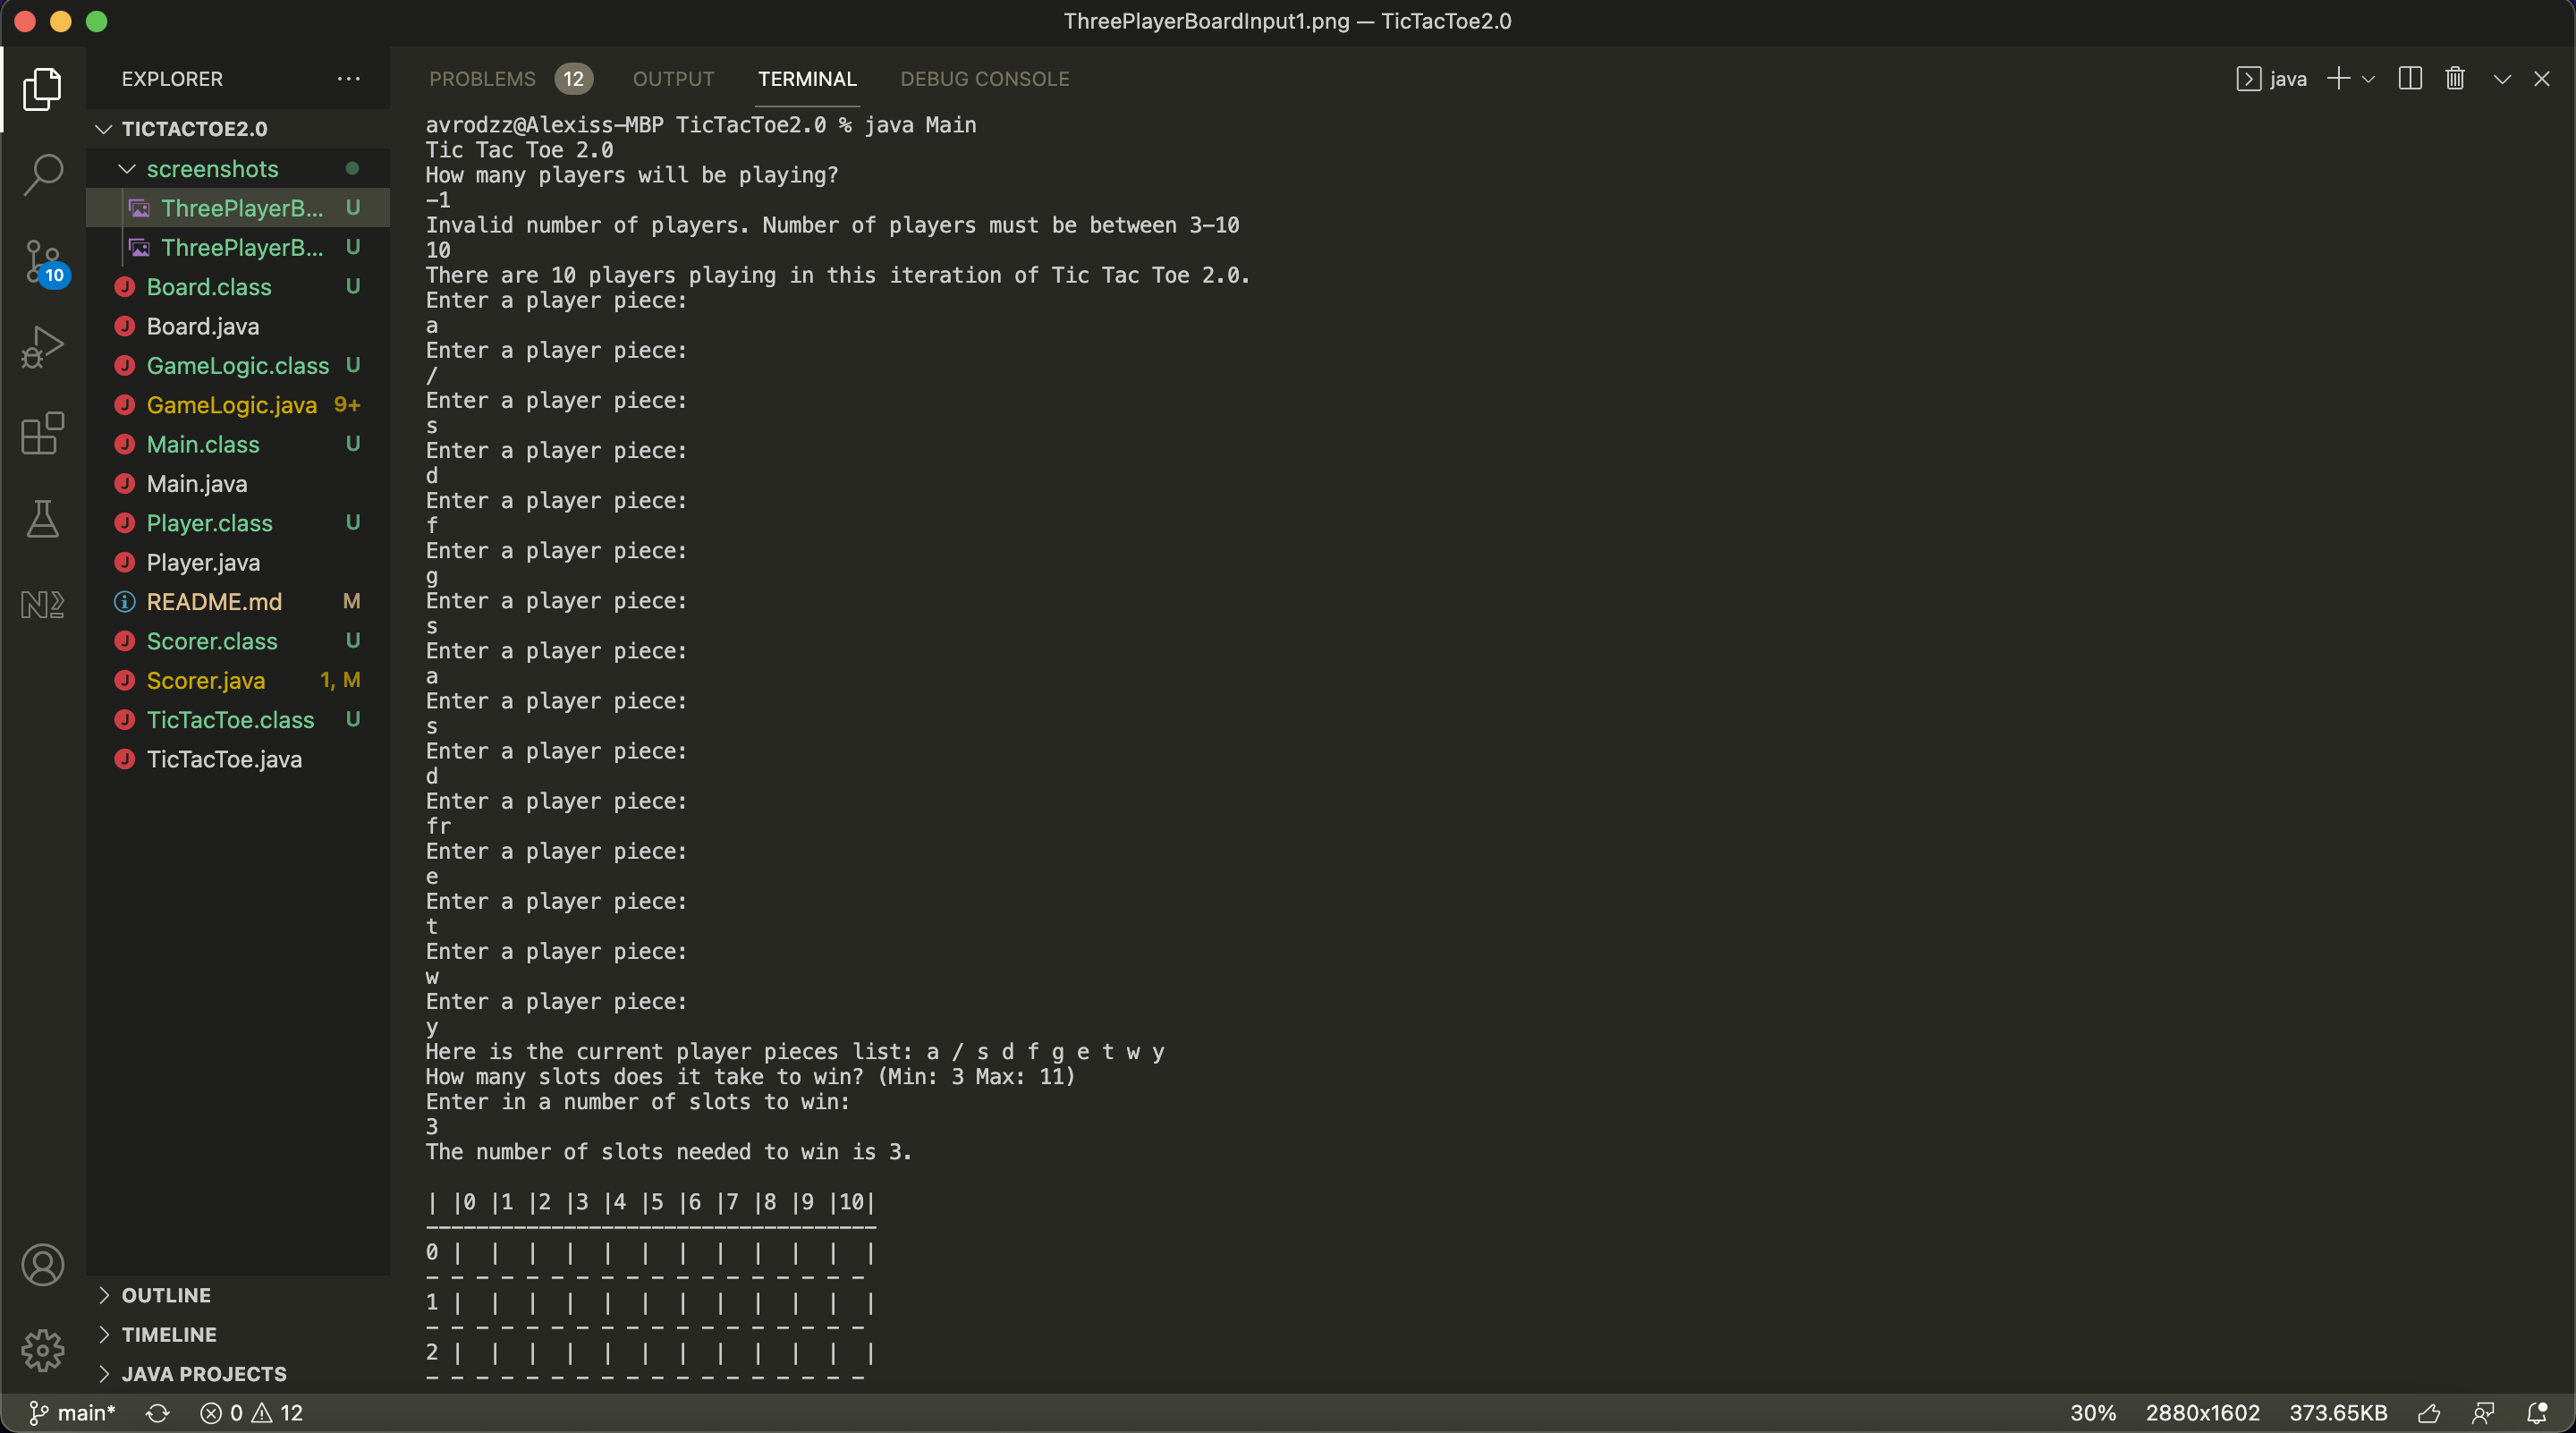 ThreePlayerBoardInput1.png — TicTacToe2.0
EXPLORER ···
TICTACTOE2.0
screenshots
ThreePlayerB... U
ThreePlayerB... U
Board.class U
Board.java
GameLogic.class U
GameLogic.java 9+
Main.class U
Main.java
Player.class U
Player.java
README.md M
Scorer.class U
Scorer.java 1, M
TicTacToe.class U
TicTacToe.java
OUTLINE
TIMELINE
JAVA PROJECTS
10
PROBLEMS 12 OUTPUT TERMINAL DEBUG CONSOLE
java
avrodzz@Alexiss-MBP TicTacToe2.0 % java Main
Tic Tac Toe 2.0
How many players will be playing?
-1
Invalid number of players. Number of players must be between 3-10
10
There are 10 players playing in this iteration of Tic Tac Toe 2.0.
Enter a player piece:
a
Enter a player piece:
/
Enter a player piece:
s
Enter a player piece:
d
Enter a player piece:
f
Enter a player piece:
g
Enter a player piece:
s
Enter a player piece:
a
Enter a player piece:
s
Enter a player piece:
d
Enter a player piece:
fr
Enter a player piece:
e
Enter a player piece:
t
Enter a player piece:
w
Enter a player piece:
y
Here is the current player pieces list: a / s d f g e t w y
How many slots does it take to win? (Min: 3 Max: 11)
Enter in a number of slots to win:
3
The number of slots needed to win is 3.
| |0 |1 |2 |3 |4 |5 |6 |7 |8 |9 |10|
------------------------------------
0 |  |  |  |  |  |  |  |  |  |  |  |
- - - - - - - - - - - - - - - - - -
1 |  |  |  |  |  |  |  |  |  |  |  |
- - - - - - - - - - - - - - - - - -
2 |  |  |  |  |  |  |  |  |  |  |  |
- - - - - - - - - - - - - - - - - -
main* 0 12 30% 2880x1602 373.65KB